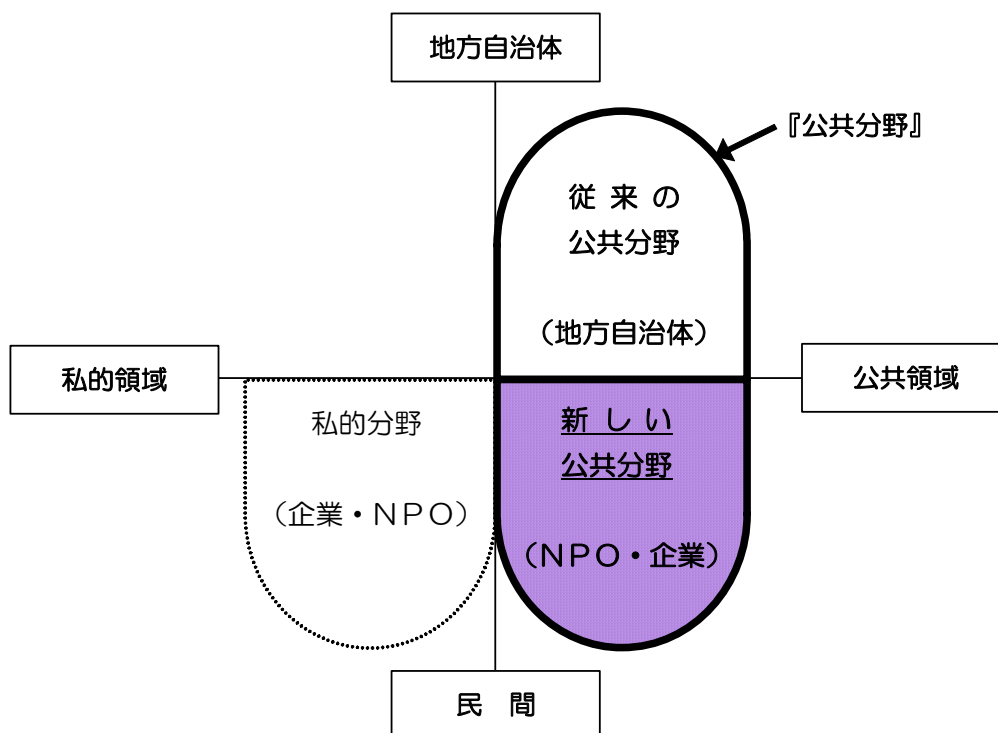 地方自治体
『公共分野』
従 来 の
公共分野
（地方自治体）
私的領域
公共領域
私的分野
（企業・ＮＰＯ）
新 し い
公共分野
（ＮＰＯ・企業）
民 間